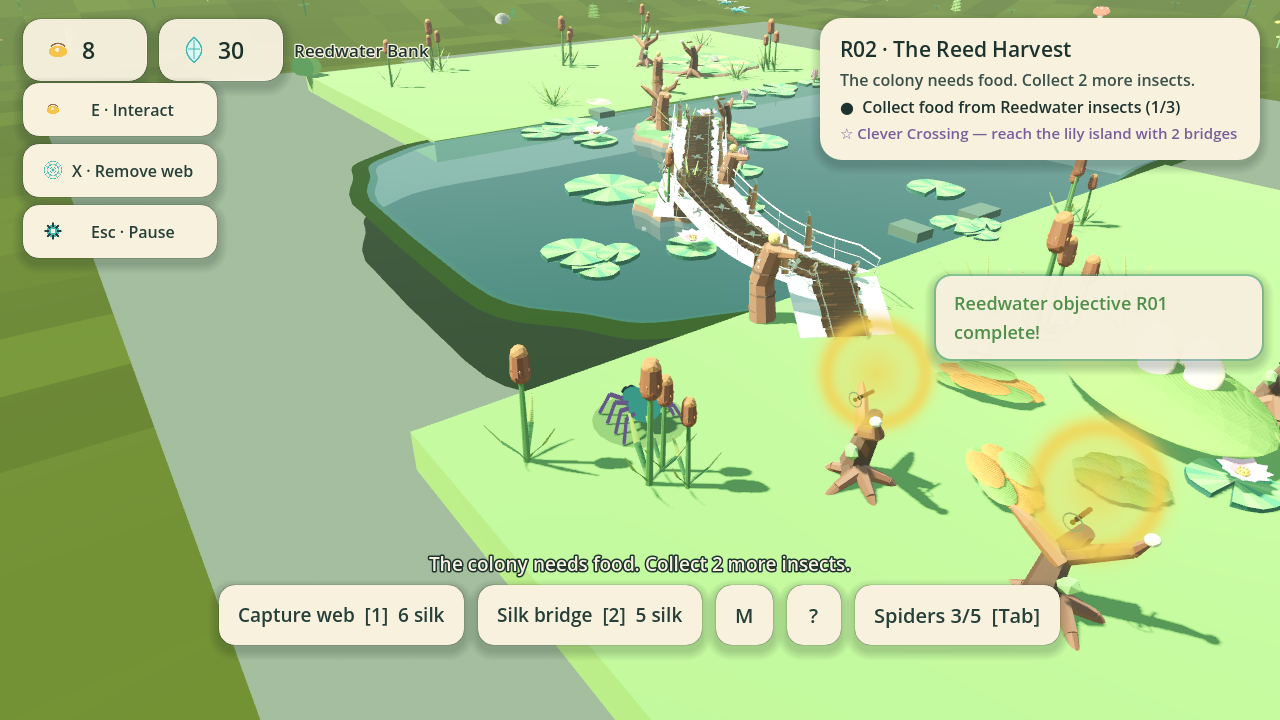 8
30
Reedwater Bank
E · Interact
X · Remove web
Esc · Pause
R02 · The Reed Harvest
The colony needs food. Collect 2 more insects.
● Collect food from Reedwater insects (1/3)
☆ Clever Crossing — reach the lily island with 2 bridges
Reedwater objective R01
complete!
The colony needs food. Collect 2 more insects.
Capture web [1] 6 silk
Silk bridge [2] 5 silk
M
?
Spiders 3/5 [Tab]